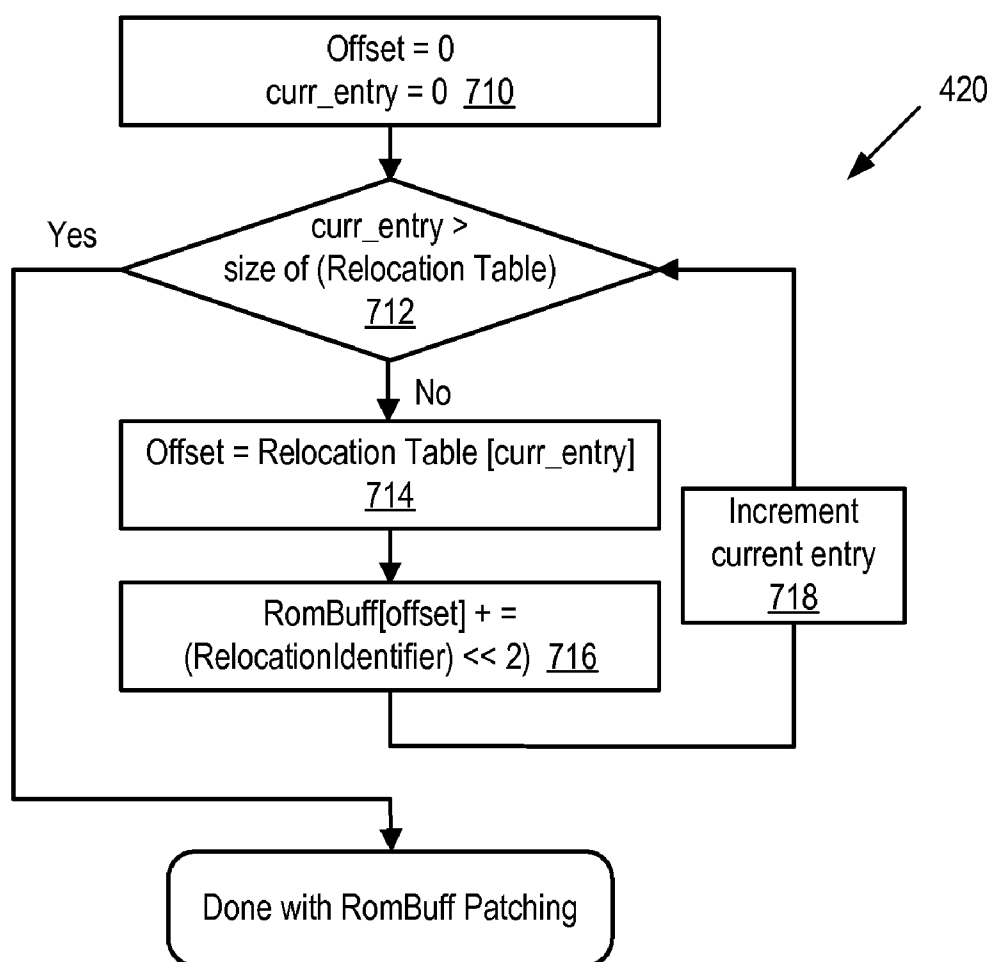 Offset = 0
curr_entry = 0 710
420
Yes
curr_entry >
size of (Relocation Table)
712
No
Offset = Relocation Table [curr_entry]
714
Increment
current entry
718
RomBuff[offset] + =
(RelocationIdentifier) << 2) 716
Done with RomBuff Patching